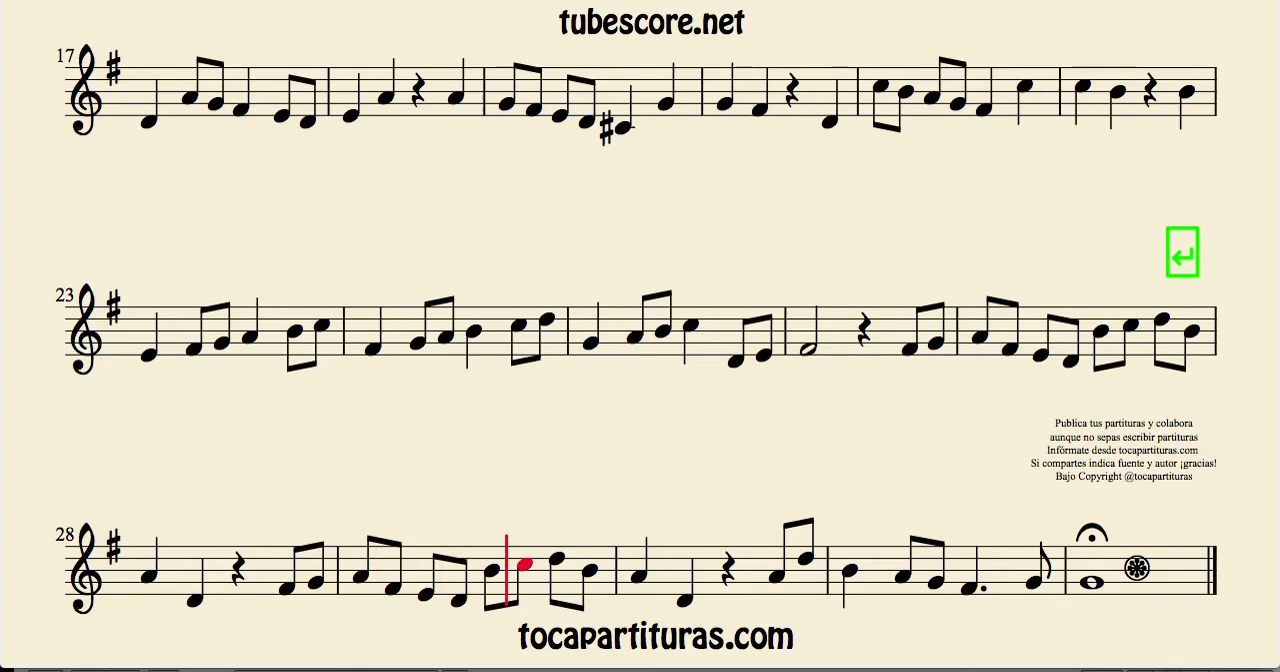 tubescore.net
17
23
Publica tus partituras y colabora
aunque no sepas escribir partituras
Infórmate desde tocapartituras.com
Si compartes indica fuente y autor ¡gracias!
Bajo Copyright @tocapartituras
28
tocapartituras.com